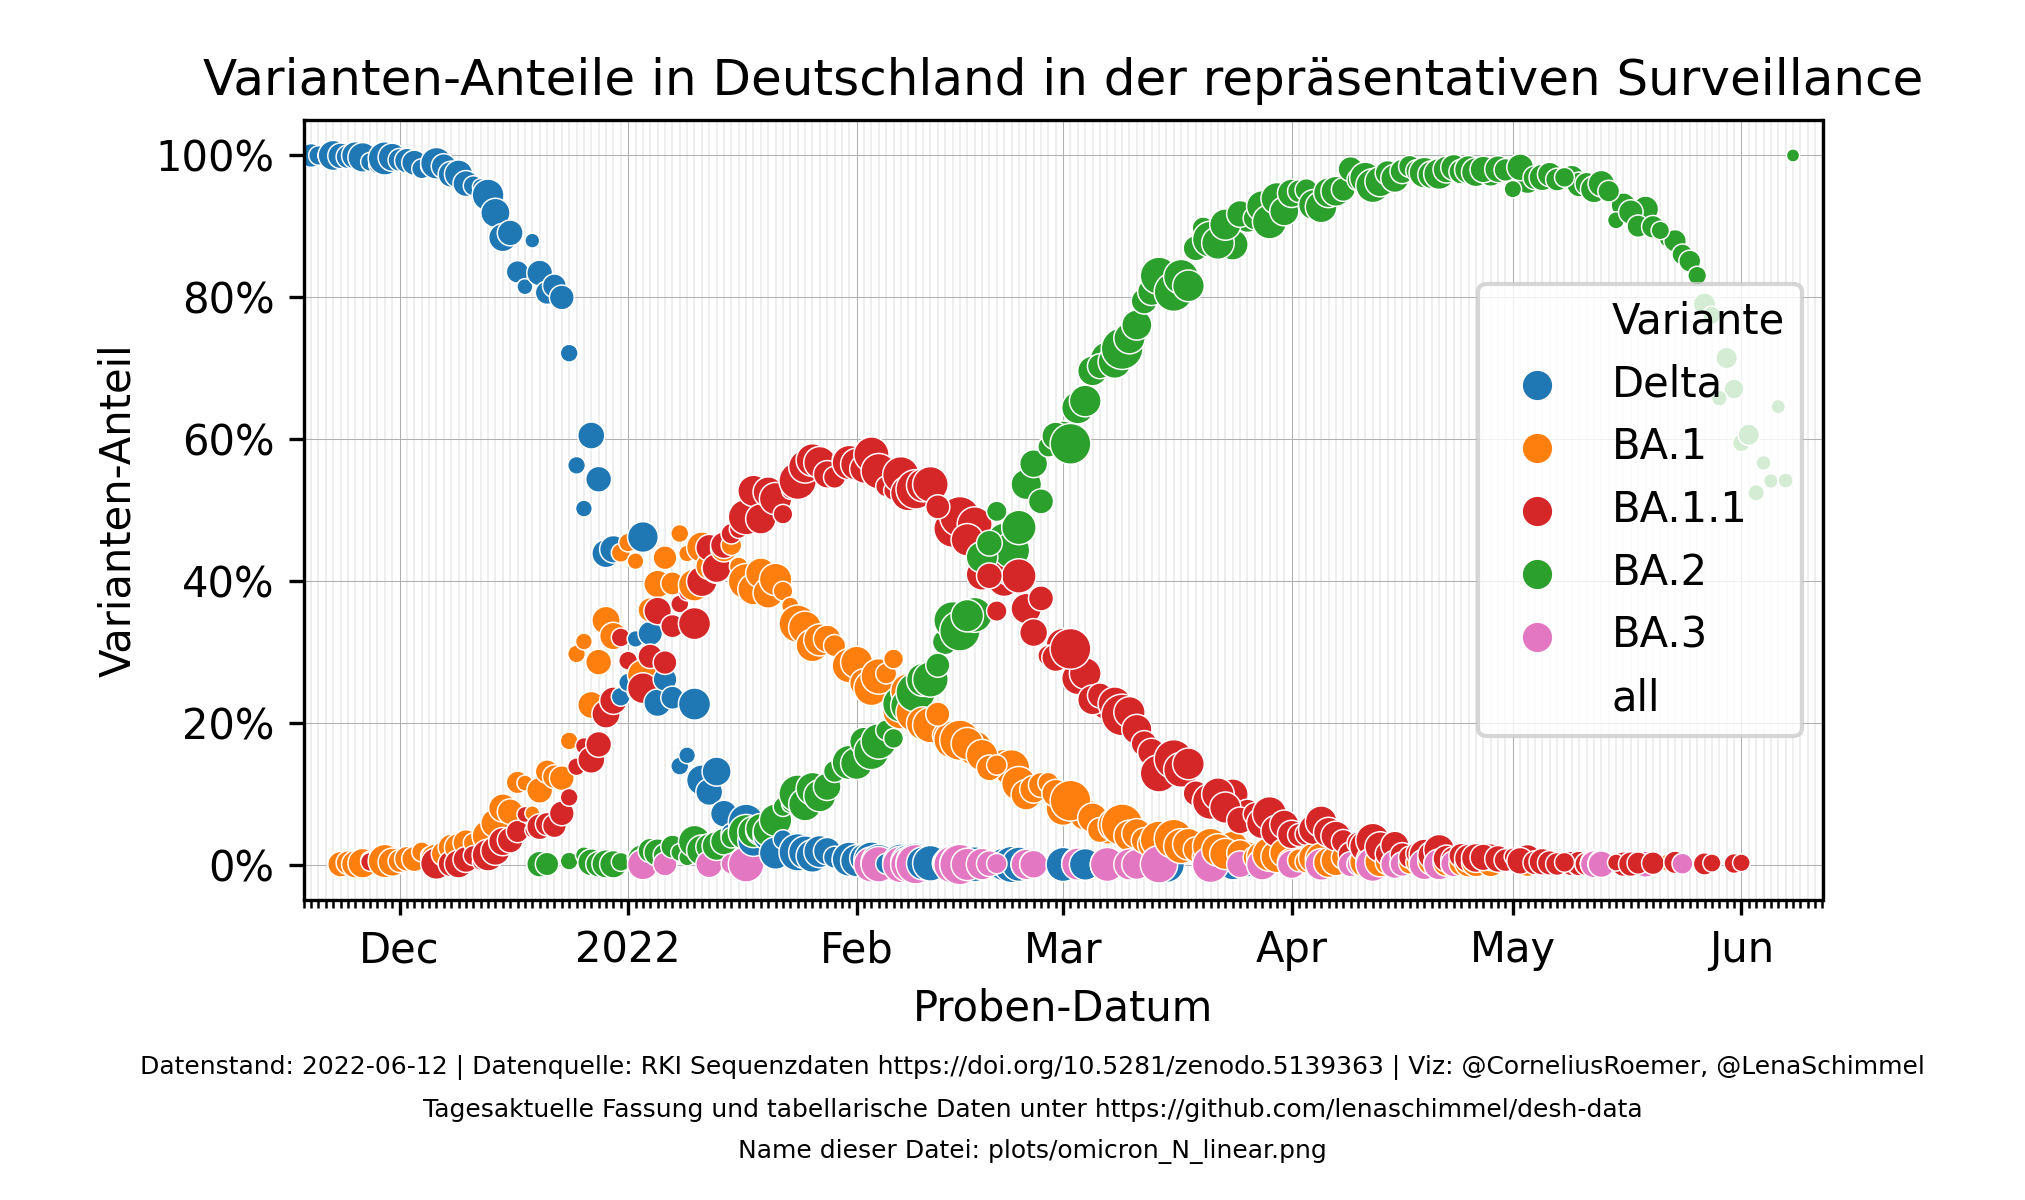 Varianten-Anteile in Deutschland in der repräsentativen Surveillance
100%
80%
60%
40%
20%
0%
Varianten-Anteil
Variante
Delta
BA.1
BA.1.1
BA.2
BA.3
all
Dec 2022 Feb Mar Apr May Jun
Proben-Datum
Datenstand: 2022-06-12 | Datenquelle: RKI Sequenzdaten https://doi.org/10.5281/zenodo.5139363 | Viz: @CorneliusRoemer, @LenaSchimmel
Tagesaktuelle Fassung und tabellarische Daten unter https://github.com/lenaschimmel/desh-data
Name dieser Datei: plots/omicron_N_linear.png